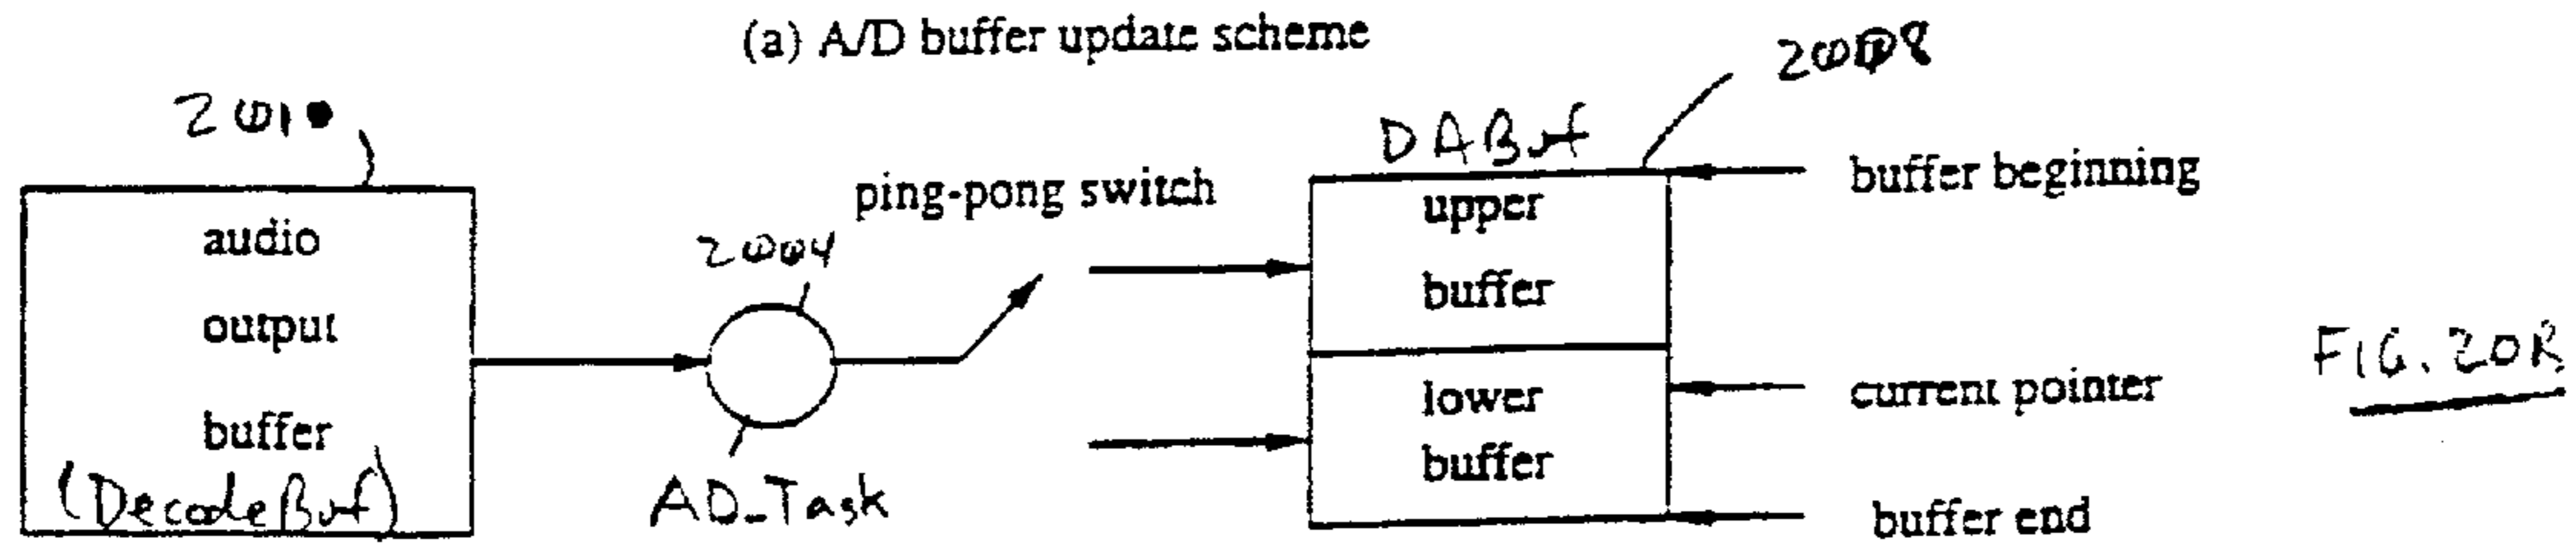 (a) A/D buffer update scheme
2008
2010
DABuf
buffer beginning
ping-pong switch
upper
audio
2004
buffer
output
FIG. 20B
lower
current pointer
buffer
(DecodeBuf)
AD_Task
buffer
buffer end